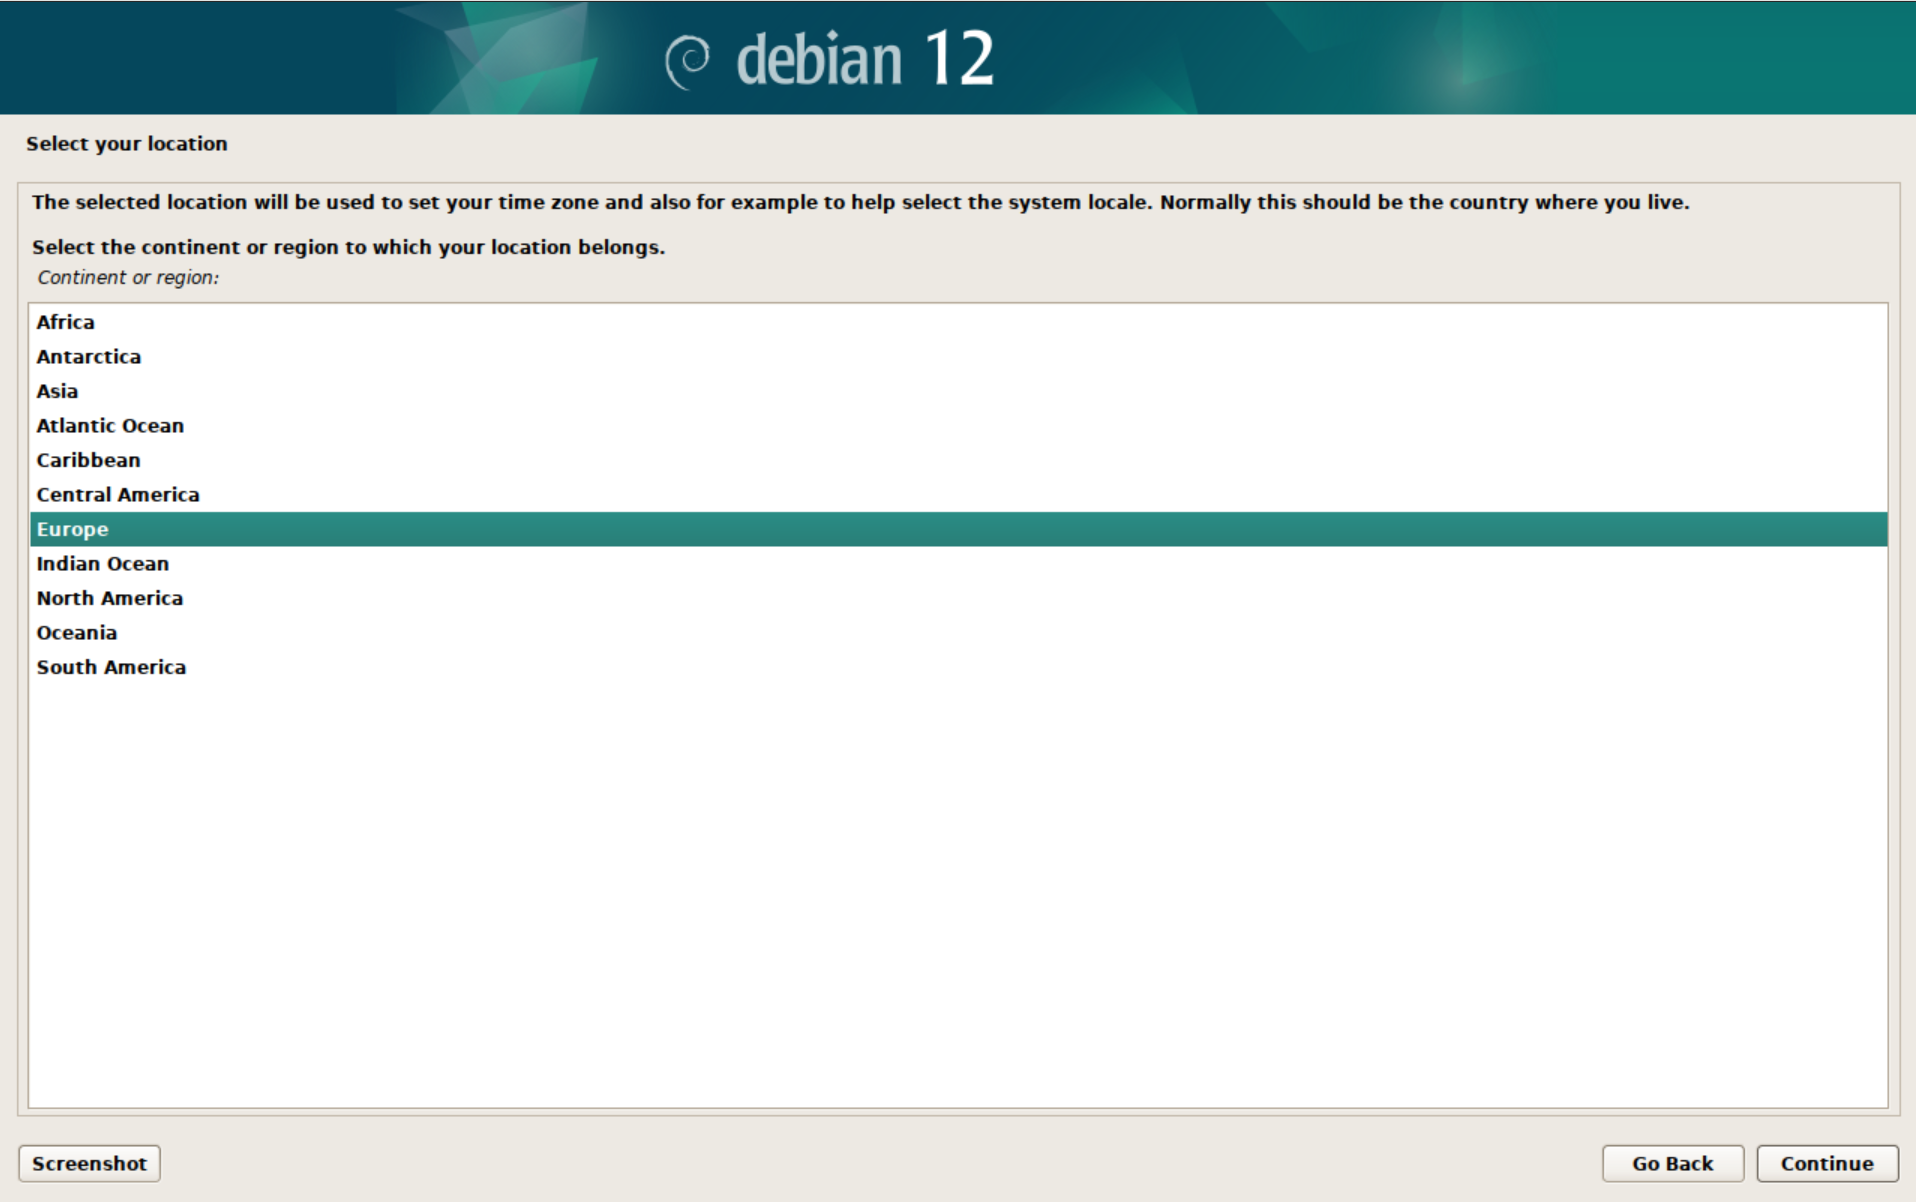 debian 12
Select your location
The selected location will be used to set your time zone and also for example to help select the system locale. Normally this should be the country where you live.
Select the continent or region to which your location belongs.
Continent or region:
Africa
Antarctica
Asia
Atlantic Ocean
Caribbean
Central America
Europe
Indian Ocean
North America
Oceania
South America
Screenshot
Go Back
Continue